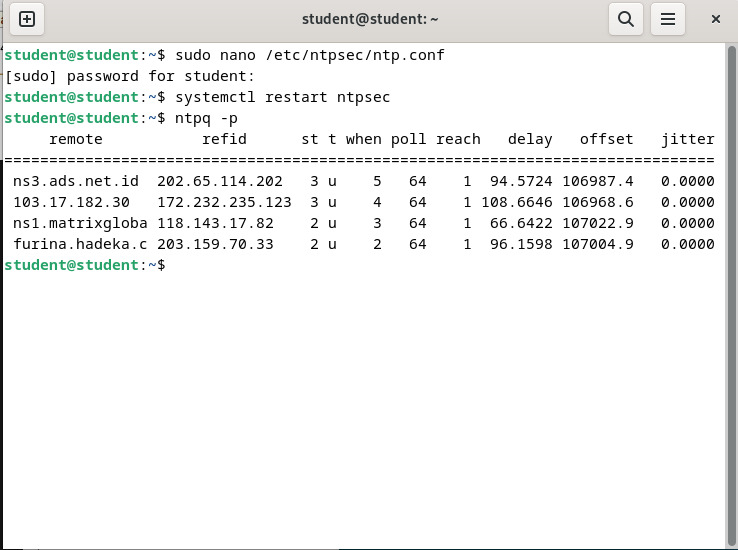 student@student: ~
student@student:~$ sudo nano /etc/ntpsec/ntp.conf
[sudo] password for student:
student@student:~$ systemctl restart ntpsec
student@student:~$ ntpq -p
     remote           refid      st t when poll reach   delay   offset   jitter
===============================================================================
 ns3.ads.net.id  202.65.114.202   3 u    5   64    1  94.5724 106987.4   0.0000
 103.17.182.30   172.232.235.123  3 u    4   64    1 108.6646 106968.6   0.0000
 ns1.matrixgloba 118.143.17.82    2 u    3   64    1  66.6422 107022.9   0.0000
 furina.hadeka.c 203.159.70.33    2 u    2   64    1  96.1598 107004.9   0.0000
student@student:~$